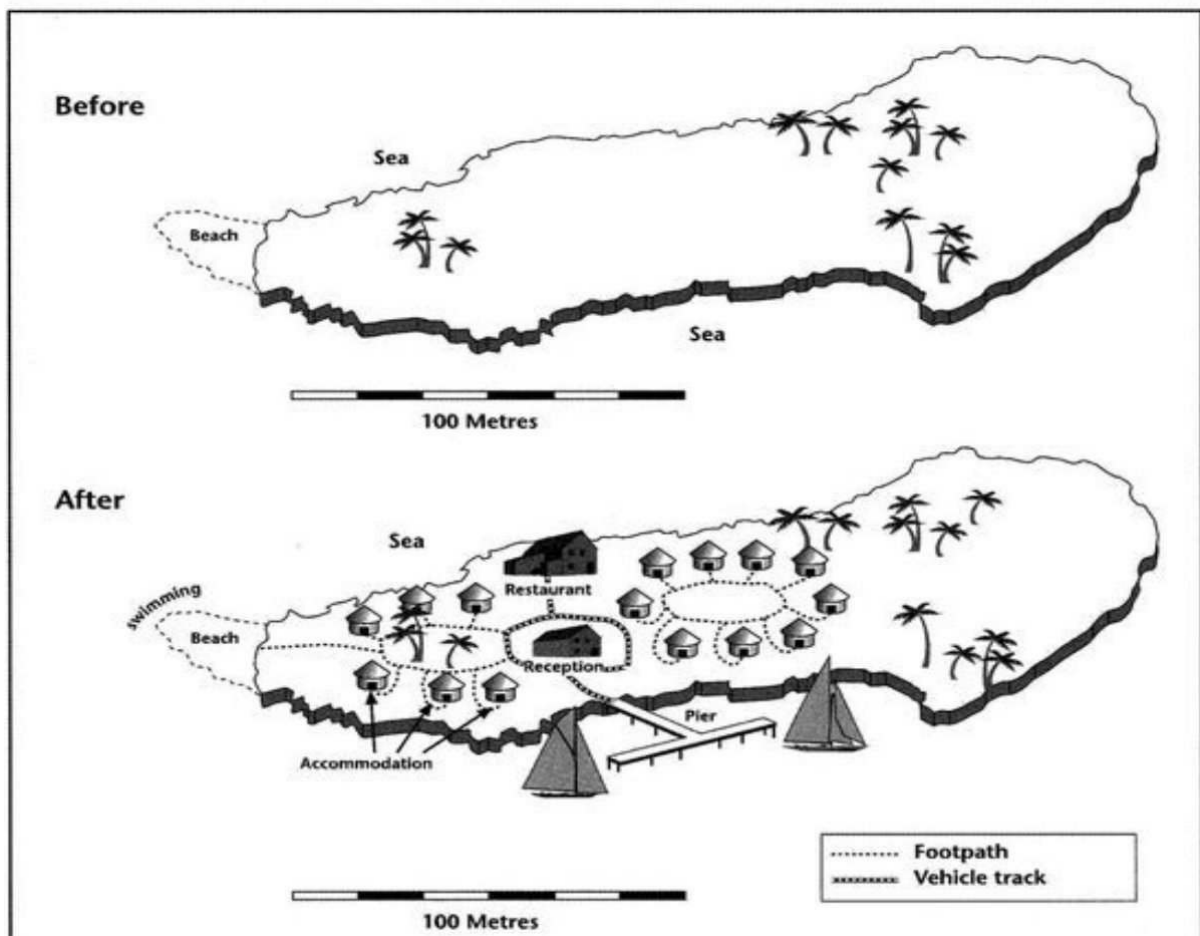 Before
Sea
Beach
Sea
100 Metres
After
Sea
swimming
Restaurant
Beach
Reception
Pier
Accommodation
Footpath
Vehicle track
100 Metres